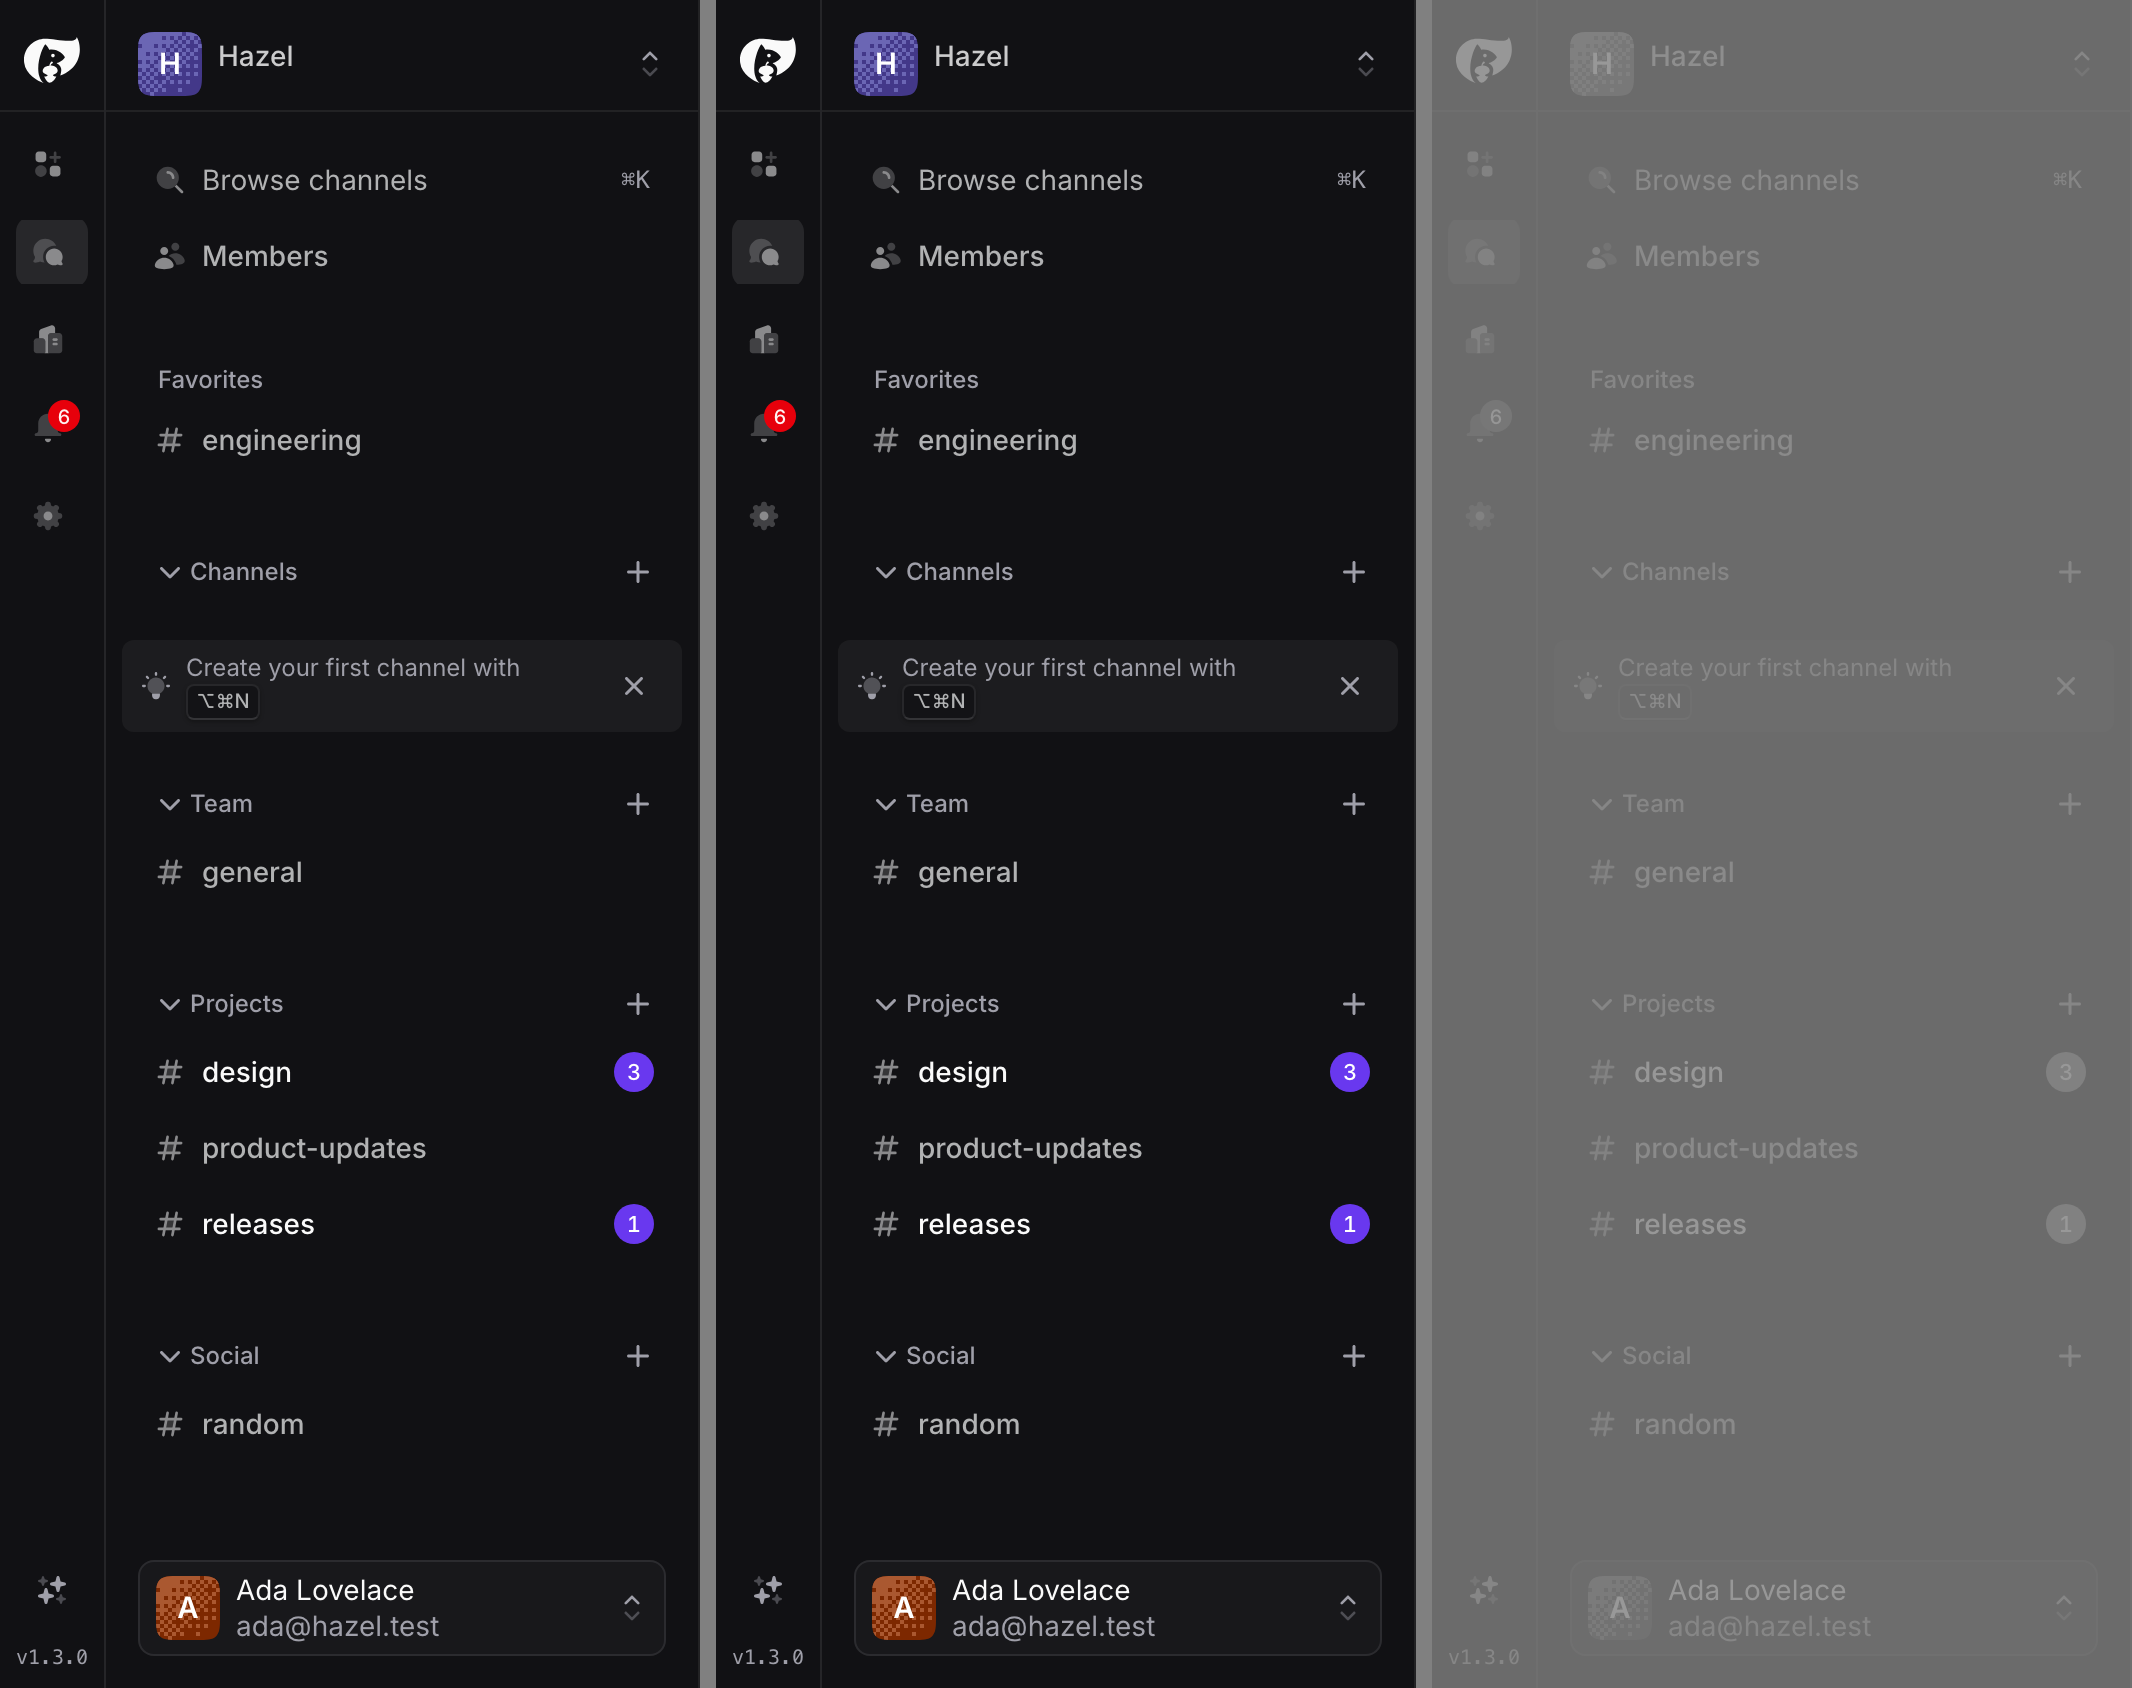 H Hazel
Browse channels ⌘K
Members
Favorites
6
# engineering
Channels
Create your first channel with
⌥⌘N
Team
# general
Projects
# design 3
# product-updates
# releases 1
Social
# random
A Ada Lovelace
ada@hazel.test
v1.3.0
H Hazel
Browse channels ⌘K
Members
Favorites
6
# engineering
Channels
Create your first channel with
⌥⌘N
Team
# general
Projects
# design 3
# product-updates
# releases 1
Social
# random
A Ada Lovelace
ada@hazel.test
v1.3.0
H Hazel
Browse channels ⌘K
Members
Favorites
6
# engineering
Channels
Create your first channel with
⌥⌘N
Team
# general
Projects
# design 3
# product-updates
# releases 1
Social
# random
A Ada Lovelace
ada@hazel.test
v1.3.0